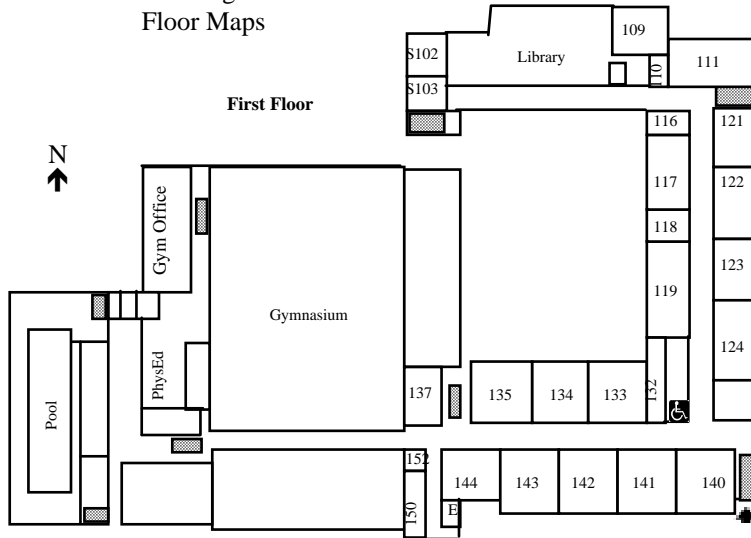 Floor Maps
109
S102
Library
110
111
S103
First Floor
116
121
N
117
122
Gym Office
118
123
119
Gymnasium
124
PhysEd
137
135
134
133
132
Pool
152
144
143
142
141
140
150
E